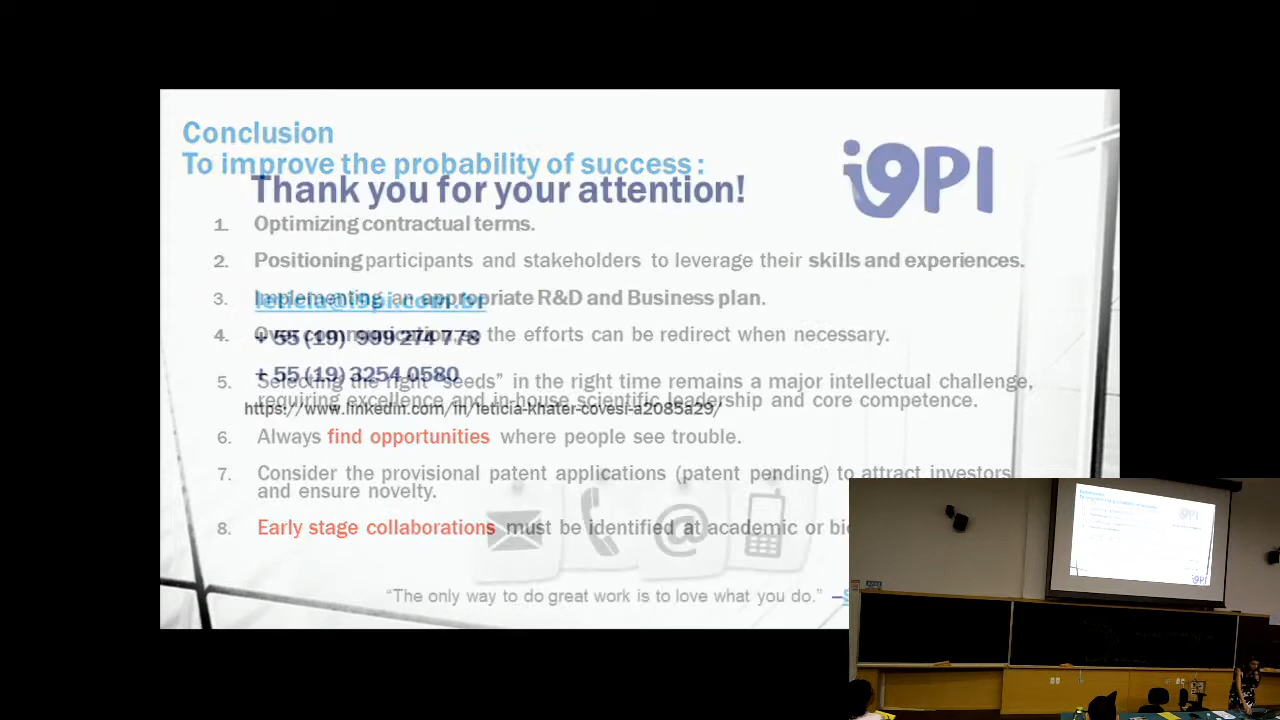 Conclusion
To improve the probability of success :
Thank you for your attention!
i9PI
1. Optimizing contractual terms.
2. Positioning participants and stakeholders to leverage their skills and experiences.
3. Implementing an appropriate R&D and Business plan.
leticia@i9pi.com.br
4. the efforts can be redirect when necessary.
+ 55 (19) 999 274 778
+ 55 (19) 3254 0580
5. Selecting the right “seeds” in the right time remains a major intellectual challenge,
requiring excellence and in-house scientific leadership and core competence.
https://www.linkedin.com/in/leticia-khater-covesi-a2085a29/
6. Always find opportunities where people see trouble.
7. Consider the provisional patent applications (patent pending) to attract investors
and ensure novelty.
8. Early stage collaborations must be identified at academic or
“The only way to do great work is to love what you do.” –
i9PI